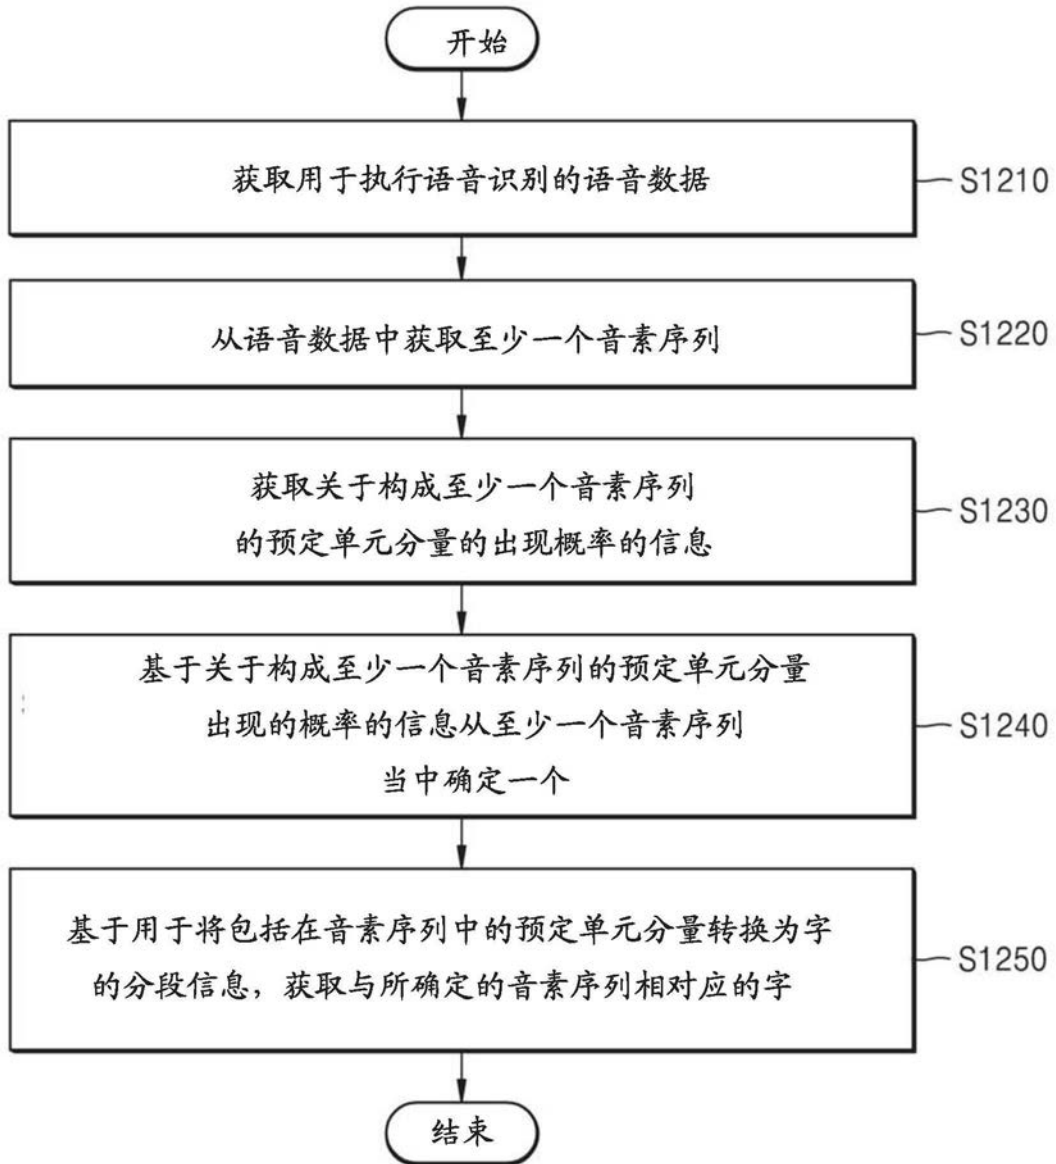 开始
获取用于执行语音识别的语音数据
S1210
从语音数据中获取至少一个音素序列
S1220
获取关于构成至少一个音素序列
的预定单元分量的出现概率的信息
S1230
基于关于构成至少一个音素序列的预定单元分量
出现的概率的信息从至少一个音素序列
当中确定一个
S1240
基于用于将包括在音素序列中的预定单元分量转换为字
的分段信息，获取与所确定的音素序列相对应的字
S1250
结束